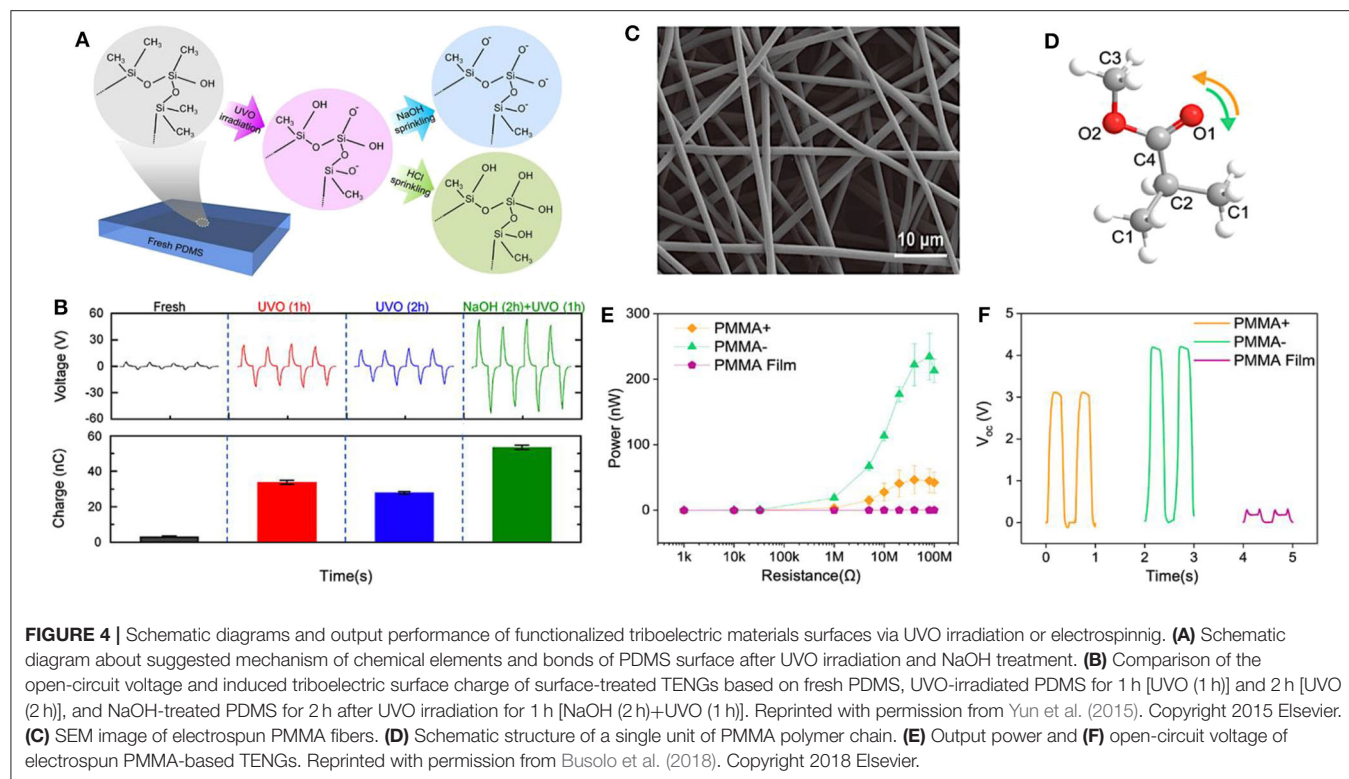 A
CH₃ CH₃
Si Si OH
O O
Si CH₃
CH₃
UVO irradiation
OH O⁻
CH₃ Si Si OH
O O
Si O⁻
CH₃
NaOH sprinkling
O⁻ O⁻
CH₃ Si Si O⁻
O O
Si O⁻
CH₃
HCl sprinkling
OH OH
CH₃ Si Si OH
O O
Si OH
CH₃
Fresh PDMS
C
10 µm
D
C3
O2 O1
C4
C2
C1 C1
B
Fresh UVO (1h) UVO (2h) NaOH (2h)+UVO (1h)
Voltage (V)
60
30
0
-30
-60
Charge (nC)
60
40
20
0
Time(s)
E
PMMA+
PMMA-
PMMA Film
Power (nW)
300
200
100
0
1k 10k 100k 1M 10M 100M
Resistance(Ω)
F
PMMA+
PMMA-
PMMA Film
Voc (V)
5
4
3
2
1
0
0 1 2 3 4 5
Time(s)
FIGURE 4 | Schematic diagrams and output performance of functionalized triboelectric materials surfaces via UVO irradiation or electrospinnig. (A) Schematic
diagram about suggested mechanism of chemical elements and bonds of PDMS surface after UVO irradiation and NaOH treatment. (B) Comparison of the
open-circuit voltage and induced triboelectric surface charge of surface-treated TENGs based on fresh PDMS, UVO-irradiated PDMS for 1 h [UVO (1 h)] and 2 h [UVO
(2 h)], and NaOH-treated PDMS for 2 h after UVO irradiation for 1 h [NaOH (2 h)+UVO (1 h)]. Reprinted with permission from Yun et al. (2015). Copyright 2015 Elsevier.
(C) SEM image of electrospun PMMA fibers. (D) Schematic structure of a single unit of PMMA polymer chain. (E) Output power and (F) open-circuit voltage of
electrospun PMMA-based TENGs. Reprinted with permission from Busolo et al. (2018). Copyright 2018 Elsevier.